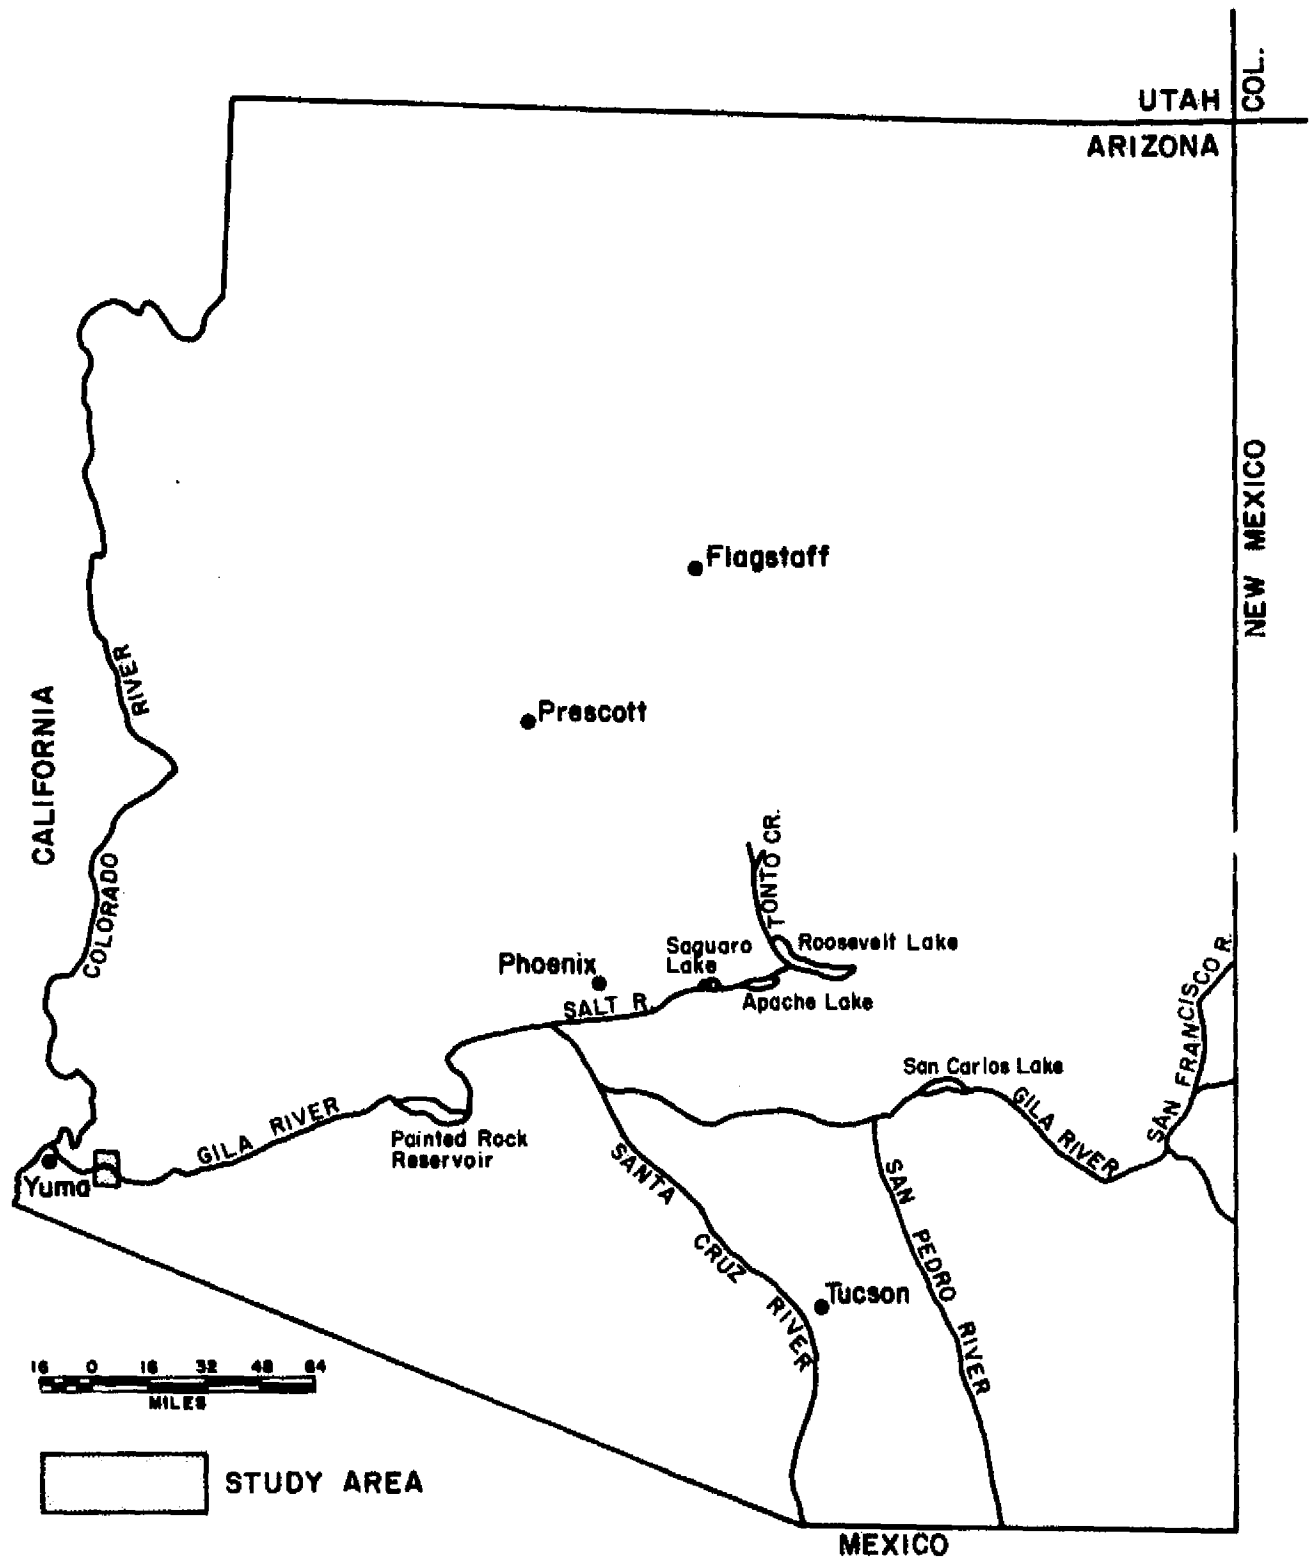 UTAH
COL.
ARIZONA
NEW MEXICO
Flagstaff
RIVER
Prescott
CALIFORNIA
COLORADO
TONTO CR.
Roosevelt Lake
Saguaro
Lake
Phoenix
Apache Lake
SALT R.
SAN FRANCISCO R.
San Carlos Lake
GILA RIVER
GILA RIVER
Painted Rock
Reservoir
Yuma
SANTA CRUZ RIVER
SAN PEDRO RIVER
Tucson
16 0 16 32 48 64
MILES
STUDY AREA
MEXICO